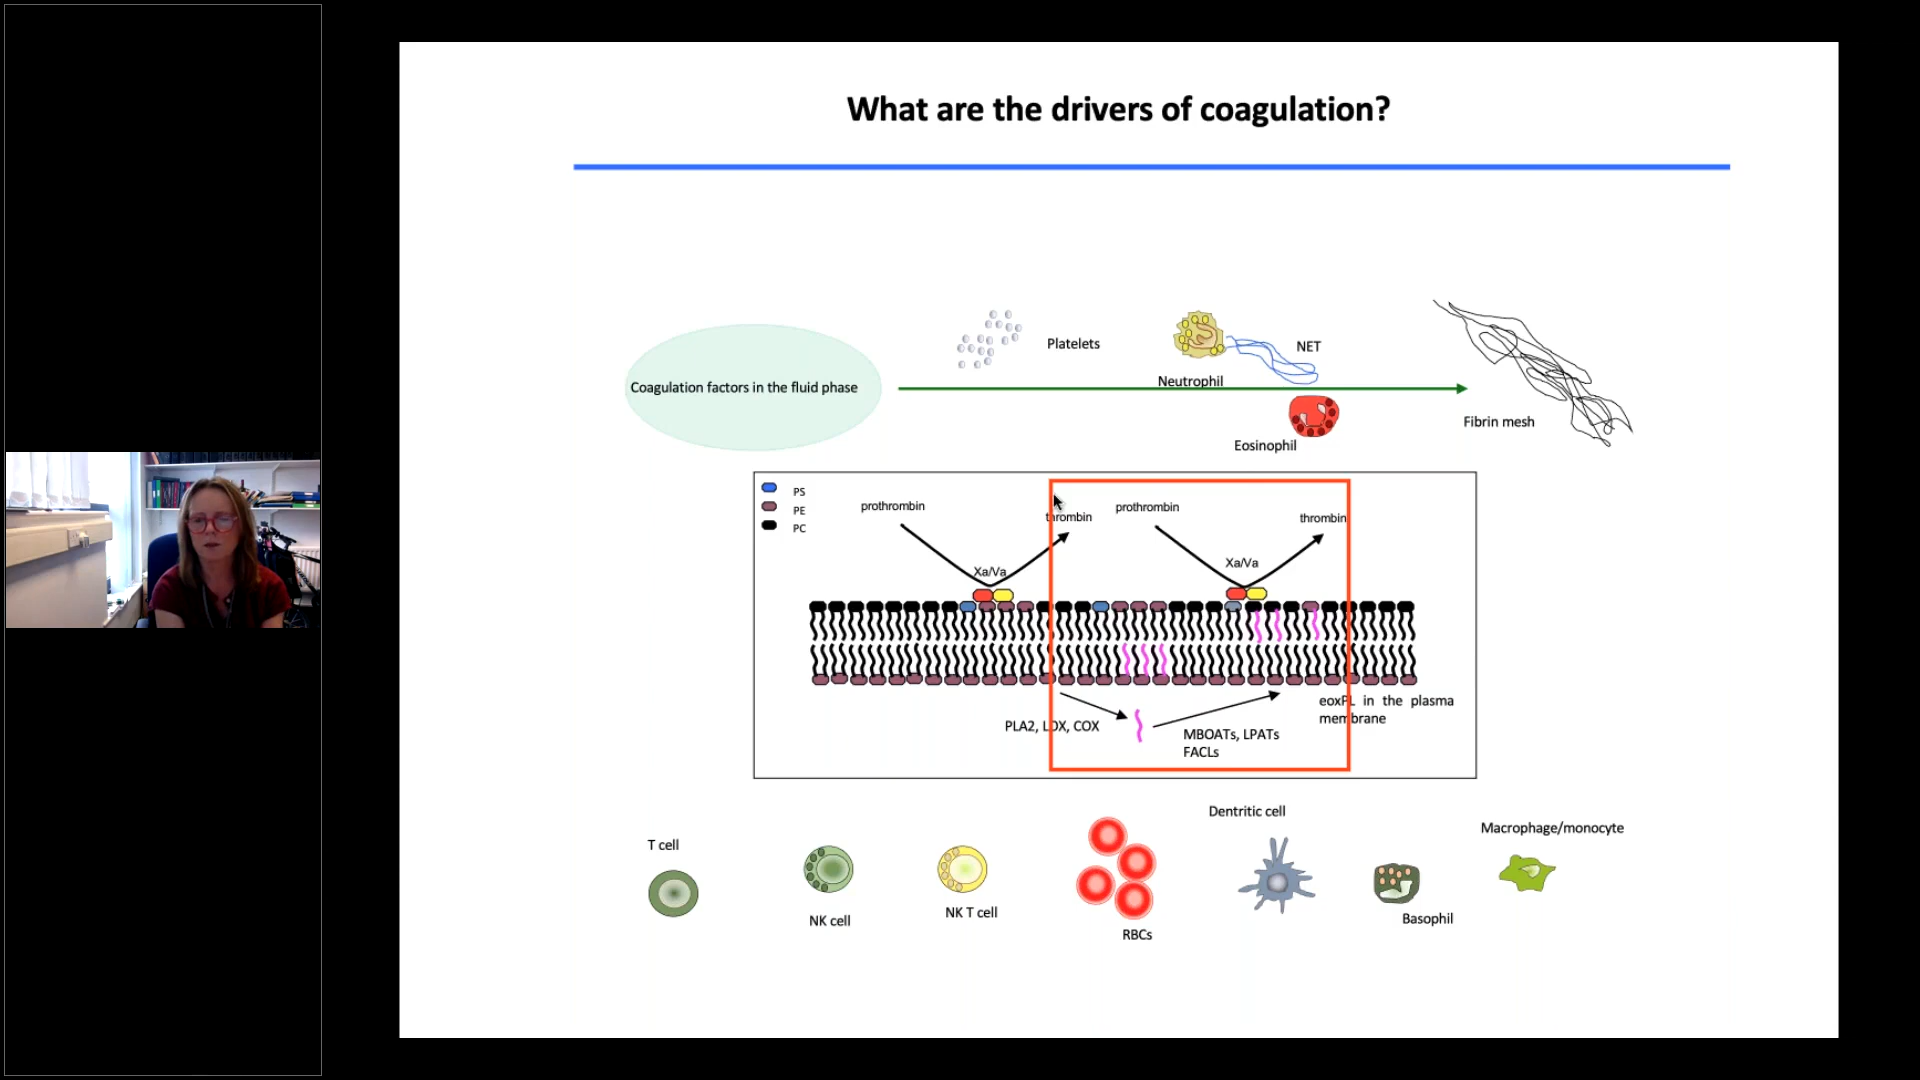 What are the drivers of coagulation?
Platelets
NET
Coagulation factors in the fluid phase
Neutrophil
Fibrin mesh
Eosinophil
PS
PE
PC
prothrombin
thrombin
prothrombin
thrombin
Xa/Va
Xa/Va
eoxPL in the plasma
membrane
PLA2, LOX, COX
MBOATs, LPATs
FACLs
Dentritic cell
Macrophage/monocyte
T cell
NK cell
NK T cell
Basophil
RBCs